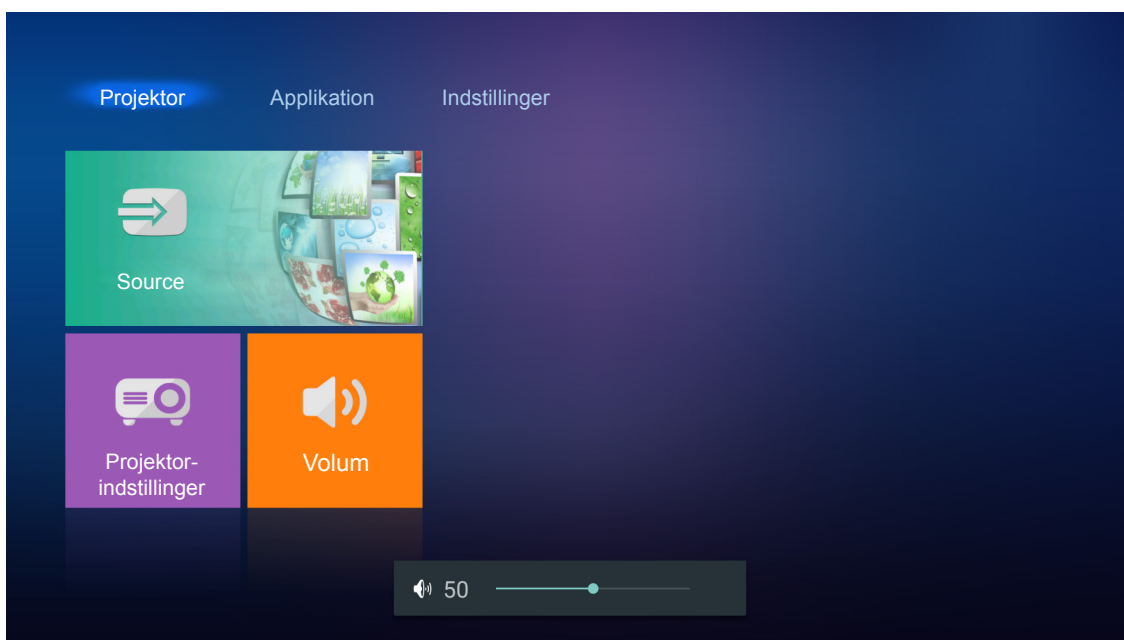 Projektor
Applikation
Indstillinger
Source
Projektor-
indstillinger
Volum
50